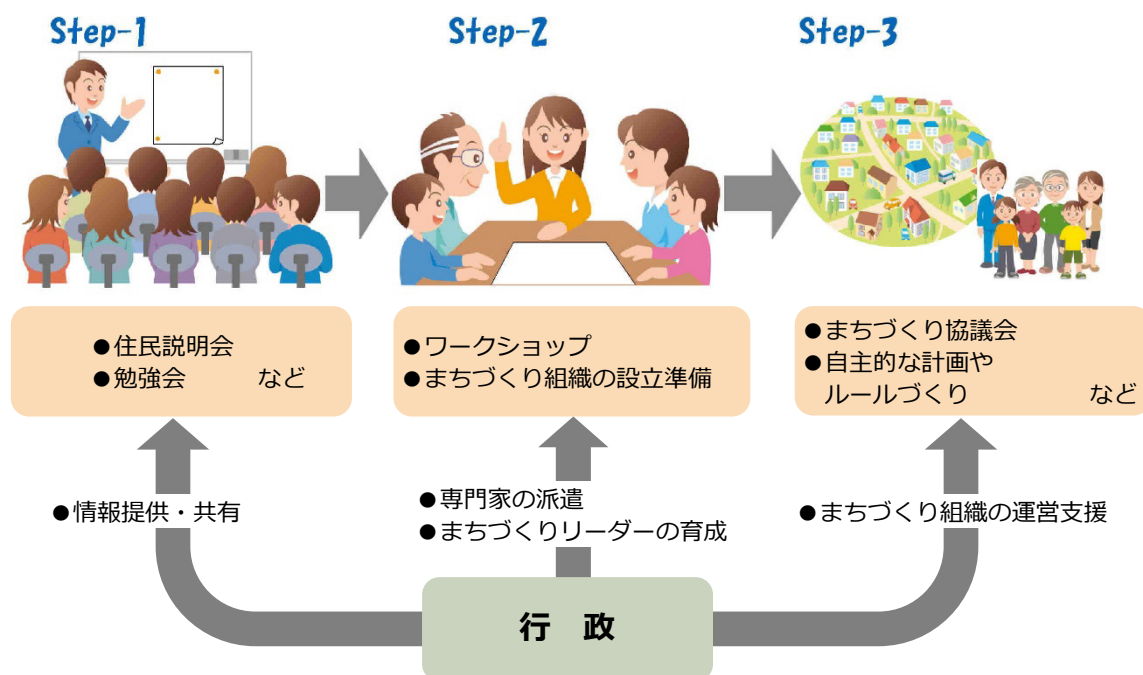 Step-1
Step-2
Step-3
●住民説明会
●勉強会　　など
●ワークショップ
●まちづくり組織の設立準備
●まちづくり協議会
●自主的な計画や
ルールづくり　　　　など
●情報提供・共有
●専門家の派遣
●まちづくりリーダーの育成
●まちづくり組織の運営支援
行　政